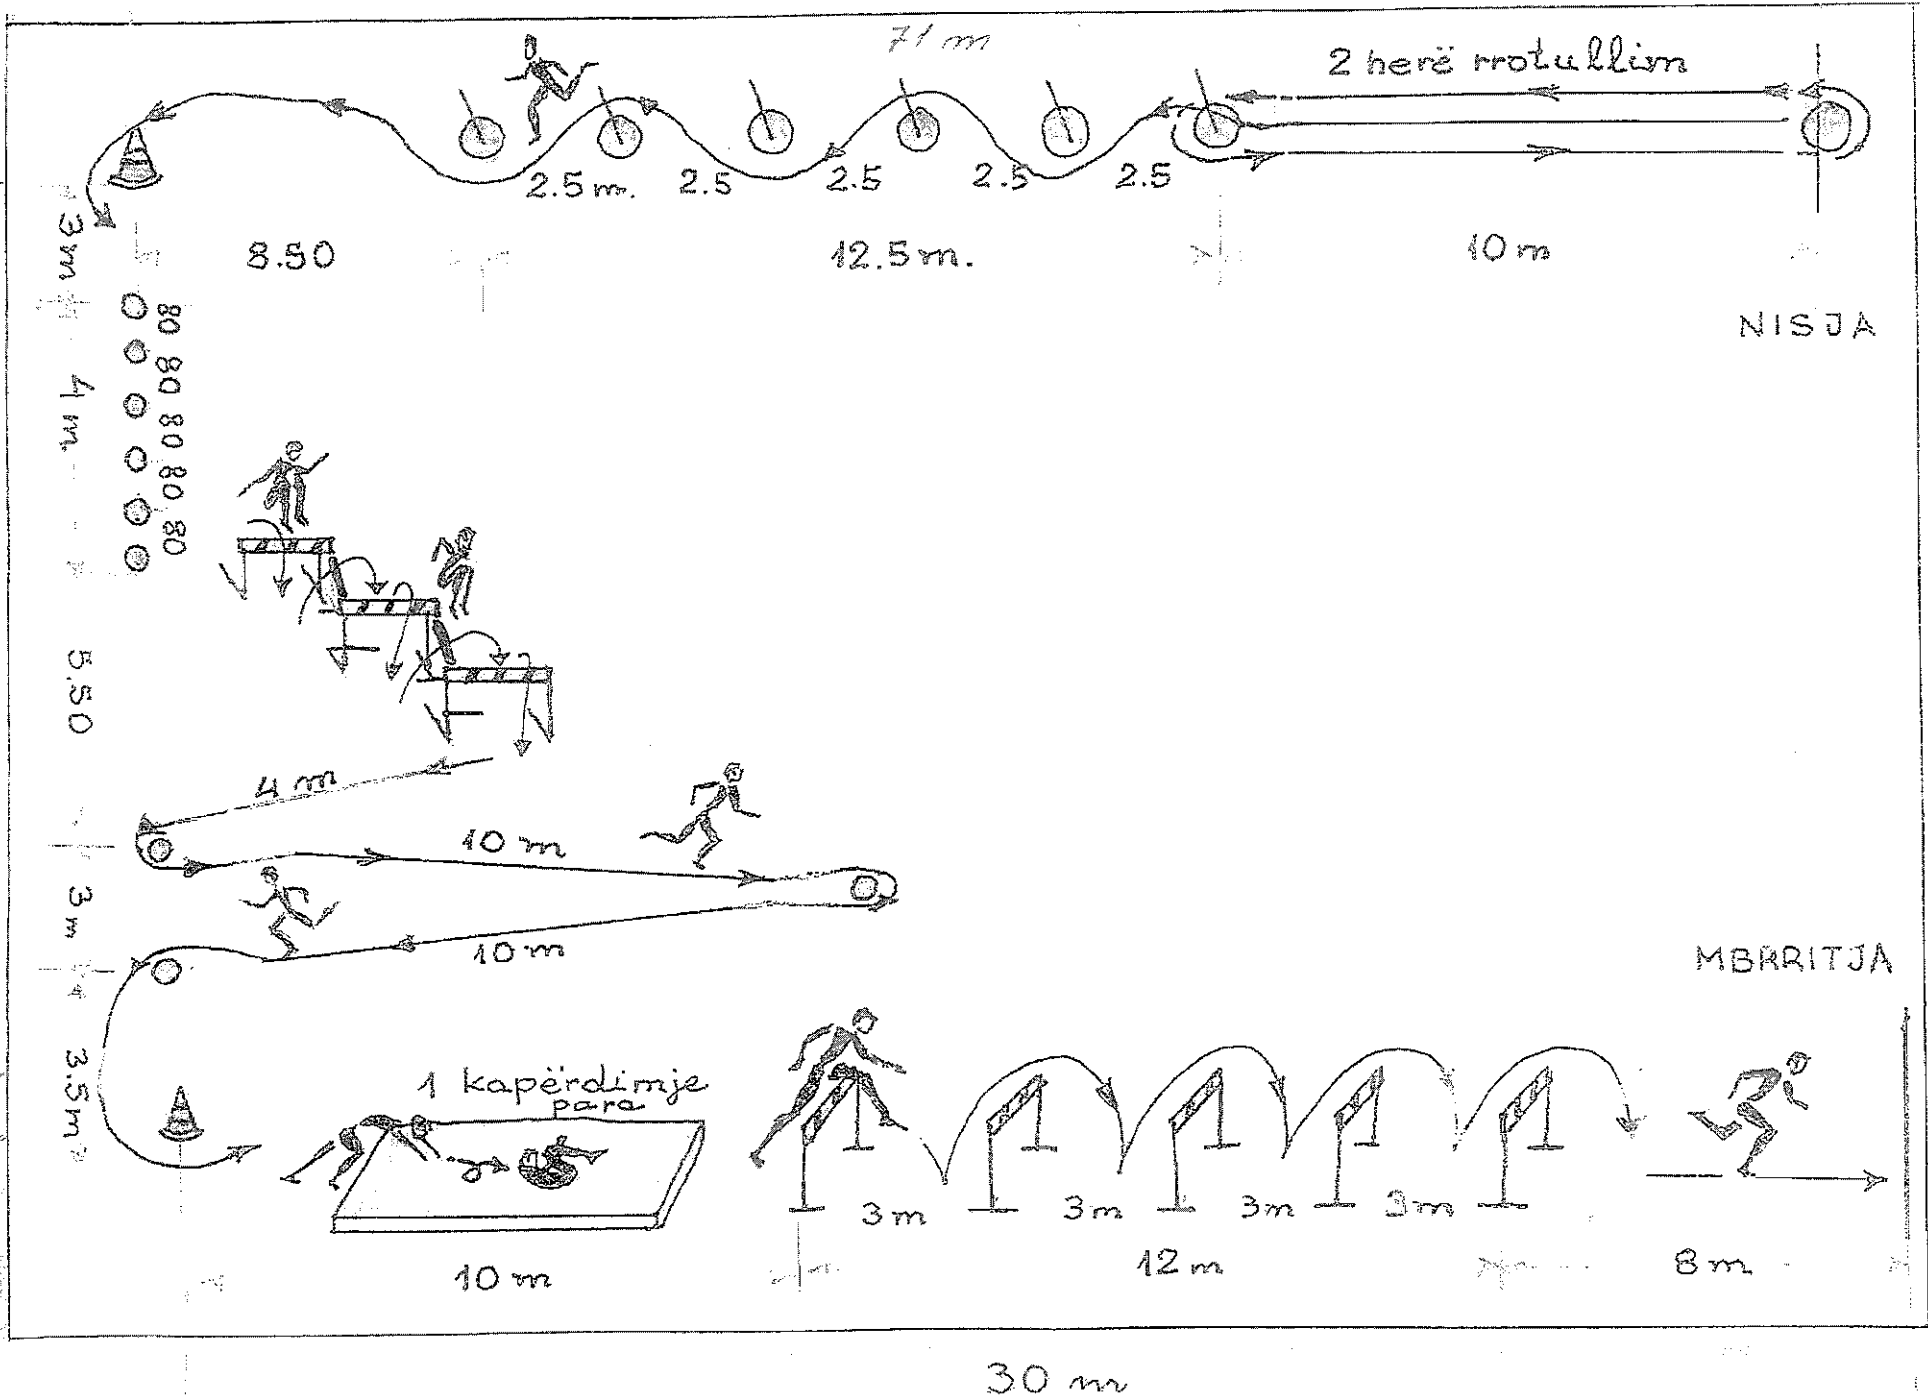 71 m
2 herë rrotullim
2.5 m. 2.5 2.5 2.5 2.5
8.50 12.5 m. 10 m
3m
NISJA
80 80 80 80 80
4 m.
5.50
4 m
10 m
3 m
10 m
MBRRITJA
3.5m
1 kapërdimje
para
3 m 3 m 3 m 3 m
10 m 12 m 8 m
30 m